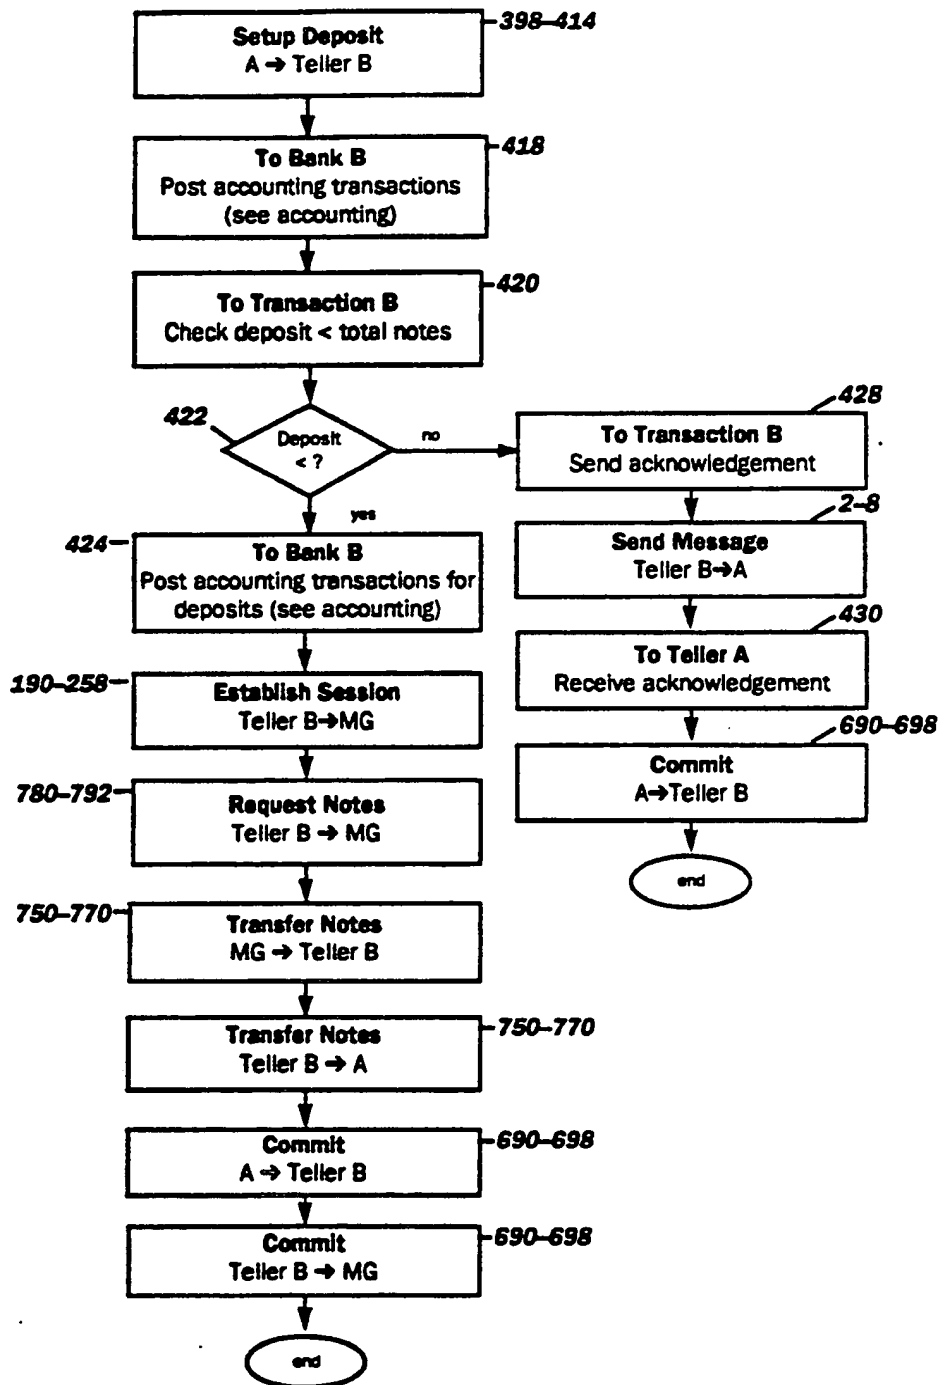 398–414
Setup Deposit
A → Teller B
418
To Bank B
Post accounting transactions
(see accounting)
420
To Transaction B
Check deposit < total notes
422
Deposit
< ?
no
yes
428
To Transaction B
Send acknowledgement
2–8
Send Message
Teller B→A
430
To Teller A
Receive acknowledgement
690–698
Commit
A→Teller B
end
424
To Bank B
Post accounting transactions for
deposits (see accounting)
190–258
Establish Session
Teller B→MG
780–792
Request Notes
Teller B → MG
750–770
Transfer Notes
MG → Teller B
750–770
Transfer Notes
Teller B → A
690–698
Commit
A → Teller B
690–698
Commit
Teller B → MG
end